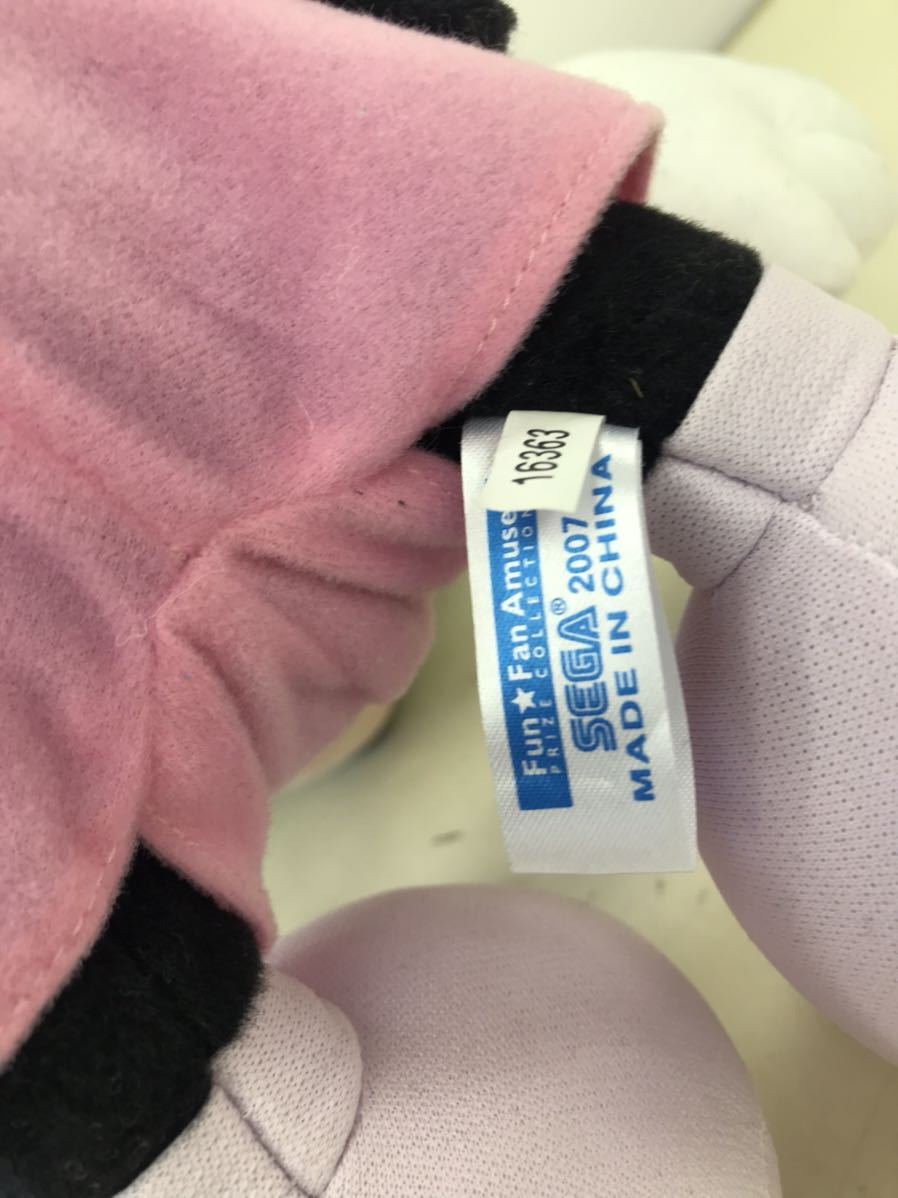 16363
Fun★Fan Amuse
PRIZE COLLECTION
SEGA® 2007
MADE IN CHINA